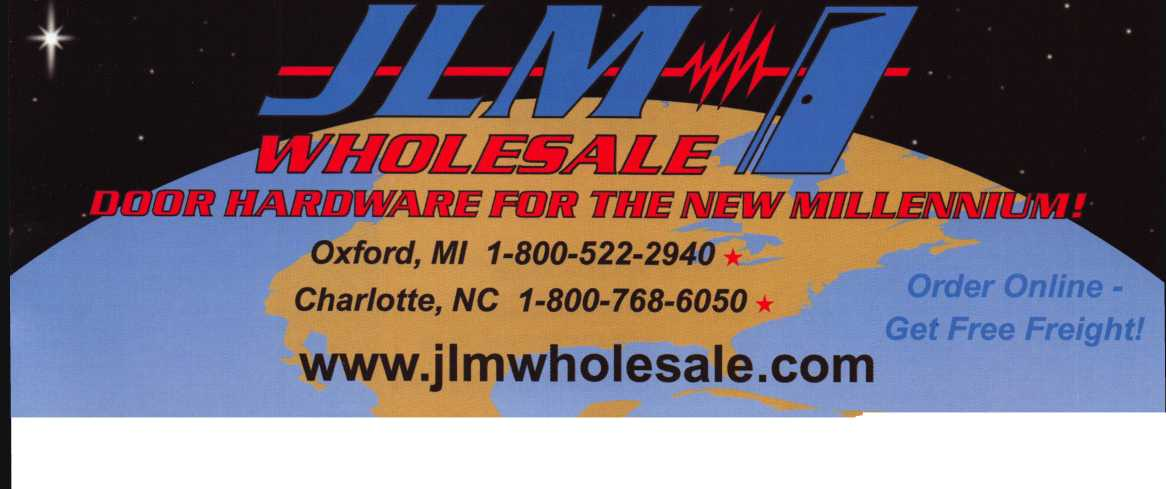 JLM
WHOLESALE
DOOR HARDWARE FOR THE NEW MILLENNIUM!
Oxford, MI 1-800-522-2940
Charlotte, NC 1-800-768-6050
www.jlmwholesale.com
Order Online -
Get Free Freight!